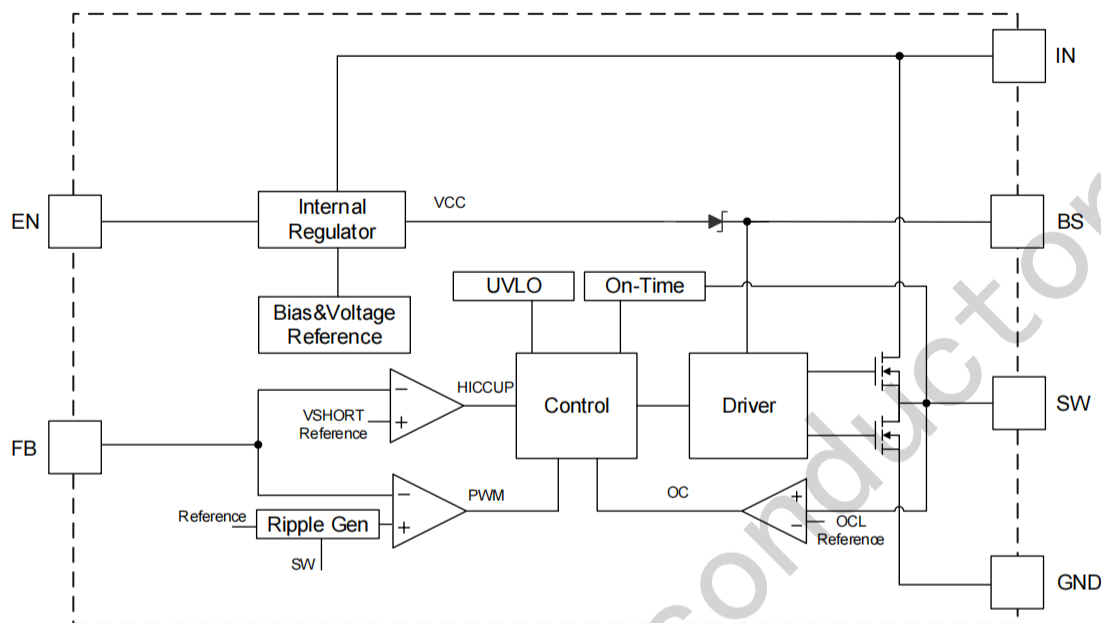 IN
EN
Internal
Regulator
VCC
BS
UVLO
On-Time
Bias&Voltage
Reference
HICCUP
−
+
VSHORT
Reference
Control
Driver
SW
FB
−
+
PWM
Reference
Ripple Gen
SW
OC
+
−
OCL
Reference
GND
onductor